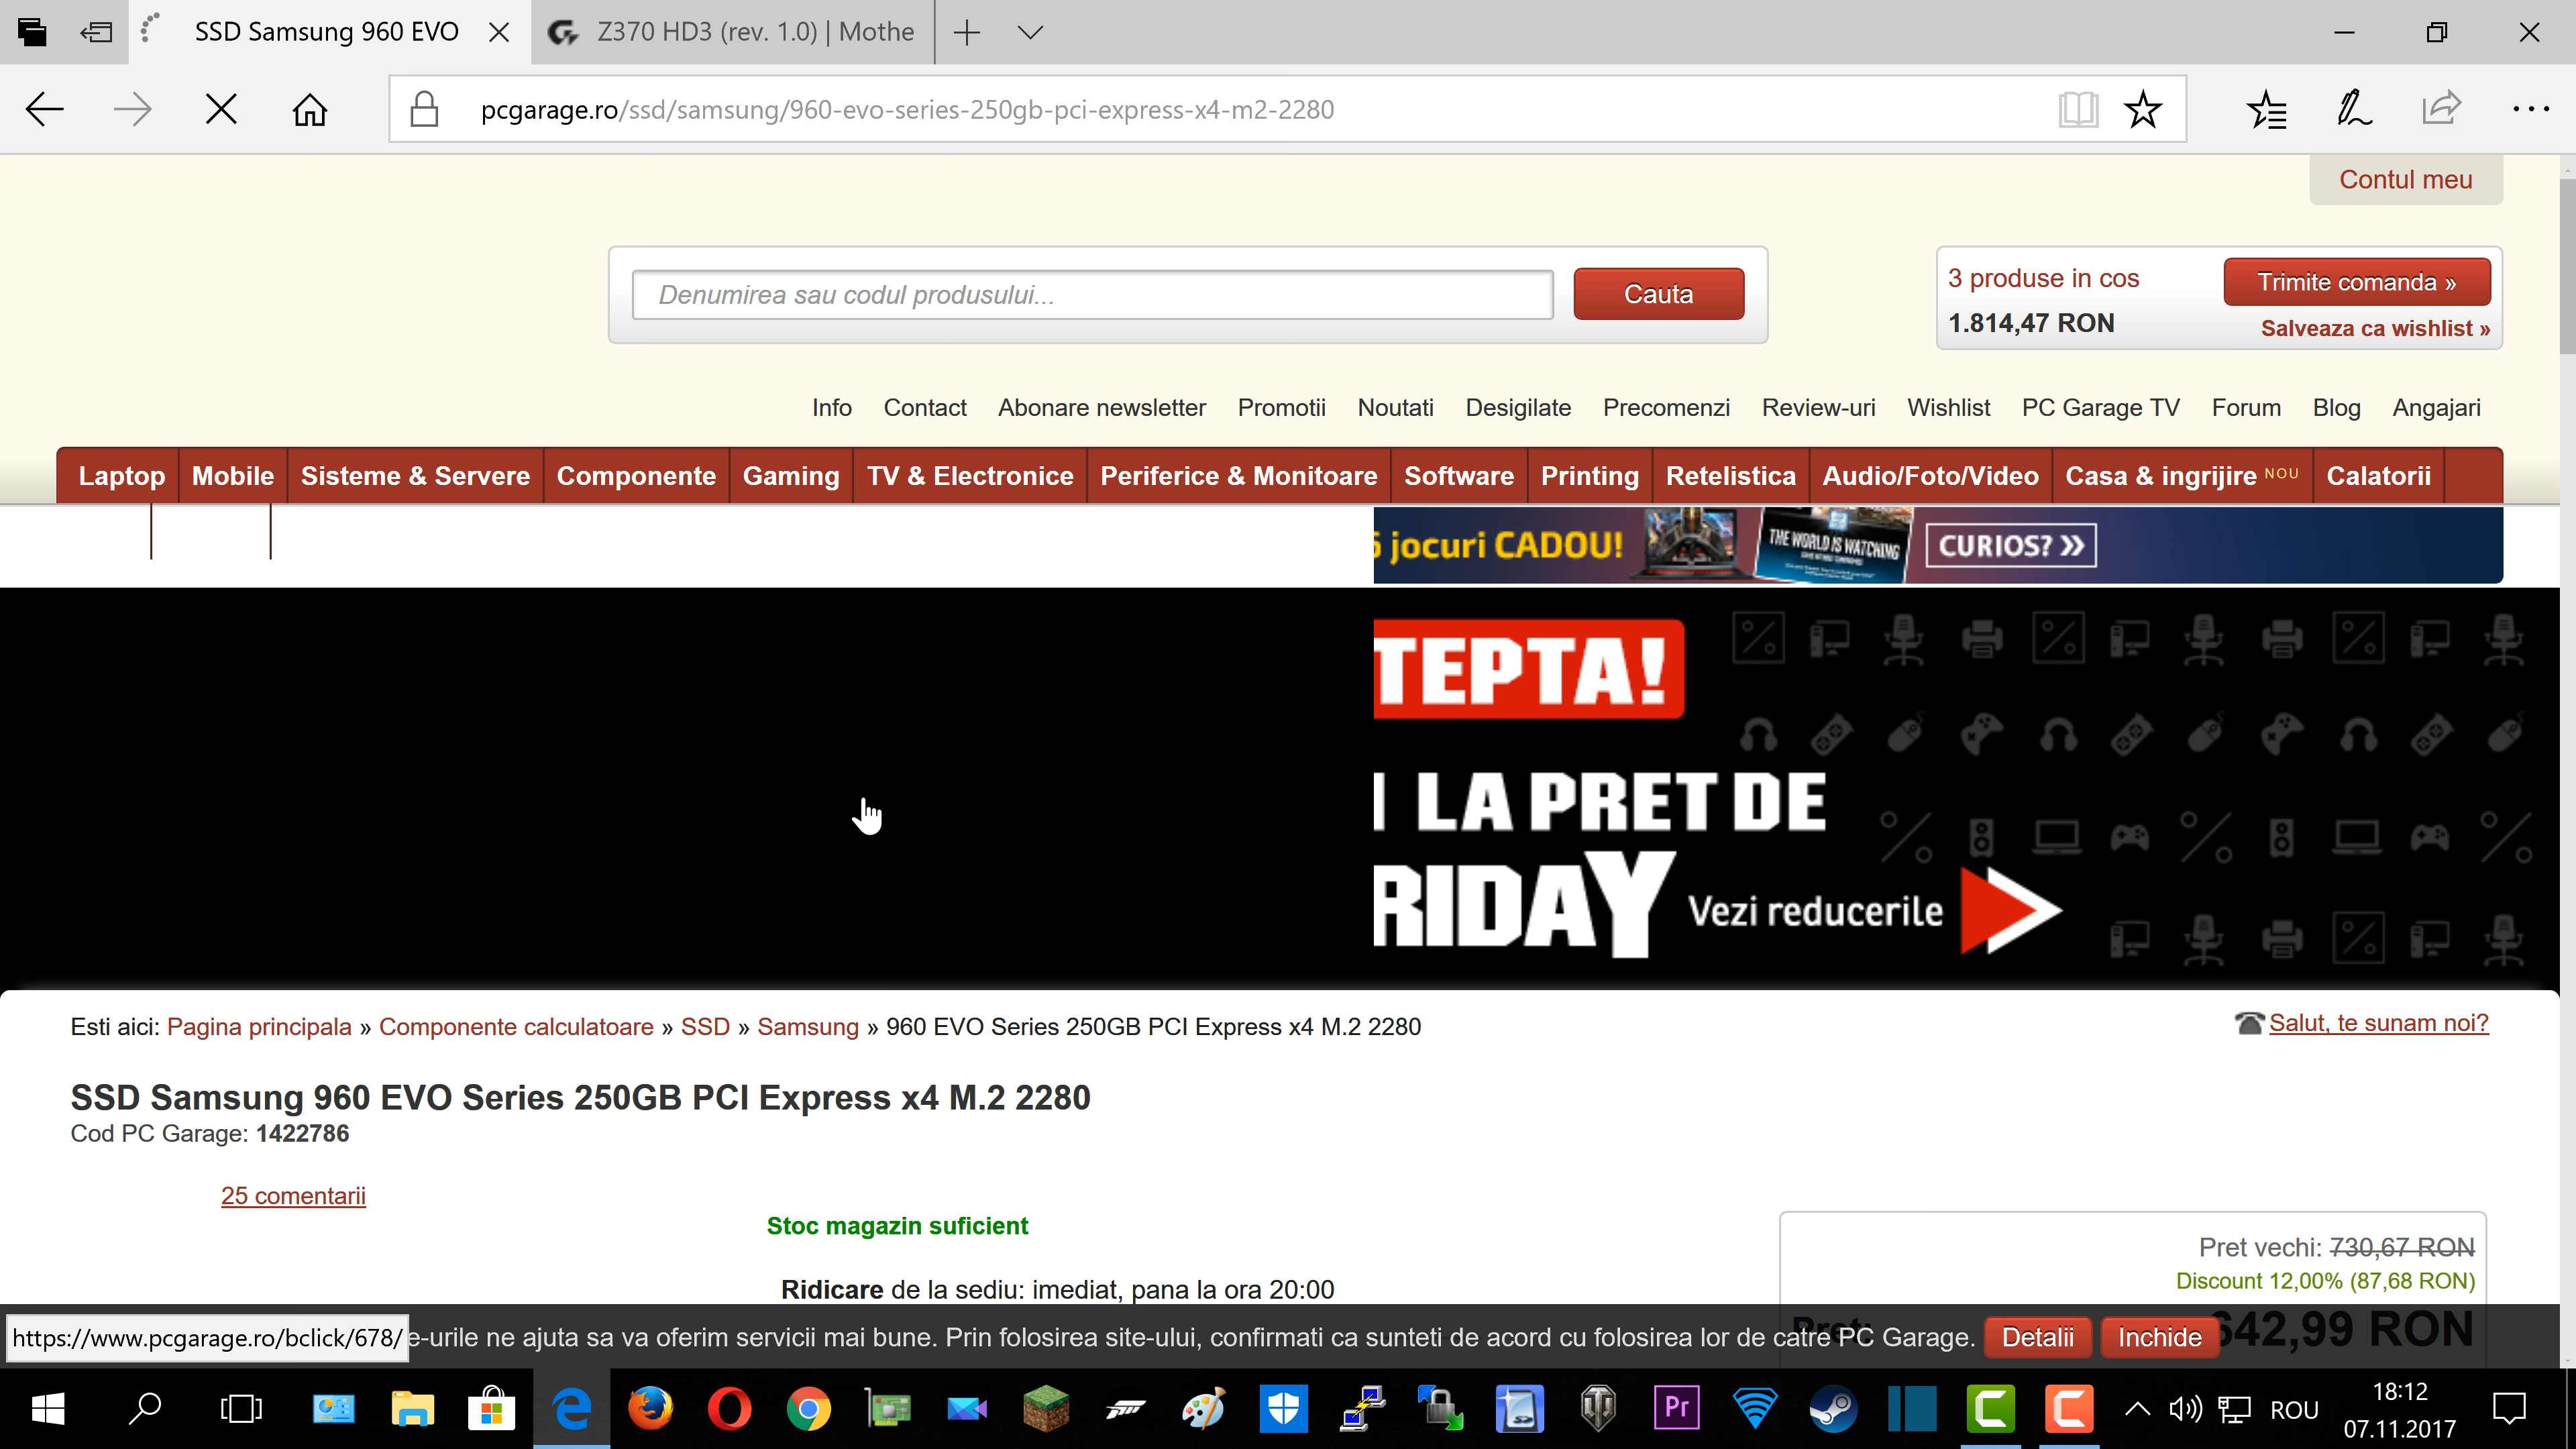 SSD Samsung 960 EVO
Z370 HD3 (rev. 1.0) | Mothe
pcgarage.ro/ssd/samsung/960-evo-series-250gb-pci-express-x4-m2-2280
Contul meu
Denumirea sau codul produsului...
Cauta
3 produse in cos
Trimite comanda »
1.814,47 RON
Salveaza ca wishlist »
Info Contact Abonare newsletter Promotii Noutati Desigilate Precomenzi Review-uri Wishlist PC Garage TV Forum Blog Angajari
Laptop Mobile Sisteme & Servere Componente Gaming TV & Electronice Periferice & Monitoare Software Printing Retelistica Audio/Foto/Video Casa & ingrijire NOU Calatorii
jocuri CADOU!
THE WORLD IS WATCHING
CURIOS? »
TEPTA!
I LA PRET DE
RIDAY
Vezi reducerile
Esti aici: Pagina principala » Componente calculatoare » SSD » Samsung » 960 EVO Series 250GB PCI Express x4 M.2 2280
Salut, te sunam noi?
SSD Samsung 960 EVO Series 250GB PCI Express x4 M.2 2280
Cod PC Garage: 1422786
25 comentarii
Stoc magazin suficient
Pret vechi: 730,67 RON
Discount 12,00% (87,68 RON)
Ridicare de la sediu: imediat, pana la ora 20:00
Pret: 642,99 RON
https://www.pcgarage.ro/bclick/678/
e-urile ne ajuta sa va oferim servicii mai bune. Prin folosirea site-ului, confirmati ca sunteti de acord cu folosirea lor de catre PC Garage.
Detalii
Inchide
Pr
ROU
18:12
07.11.2017